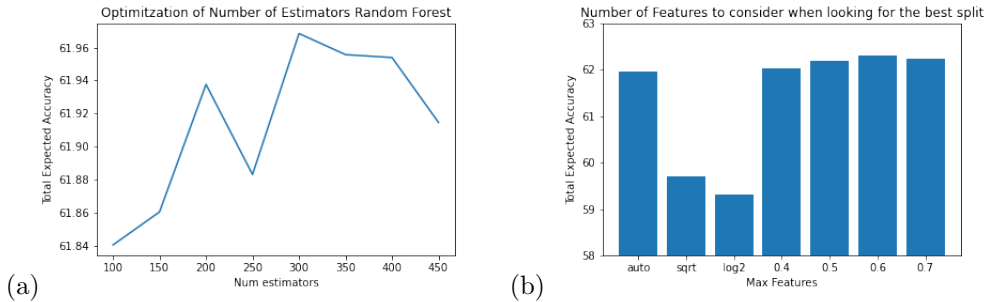 Optimitzation of Number of Estimators Random Forest
Total Expected Accuracy
61.96
61.94
61.92
61.90
61.88
61.86
61.84
100 150 200 250 300 350 400 450
Num estimators
(a)
Number of Features to consider when looking for the best split
Total Expected Accuracy
63
62
61
60
59
58
auto sqrt log2 0.4 0.5 0.6 0.7
Max Features
(b)